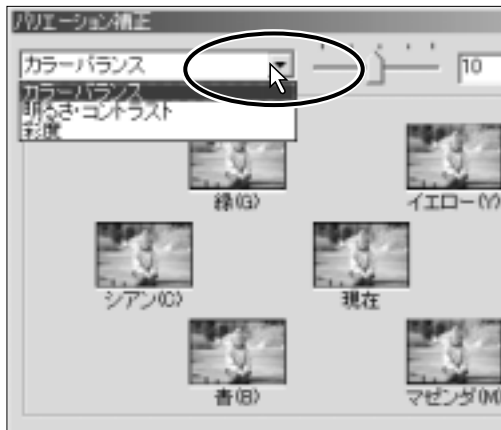 バリエーション補正
カラーバランス
10
カラーバランス
明るさ・コントラスト
彩度
緑(G)
イエロー(Y)
シアン(C)
現在
青(B)
マゼンダ(M)